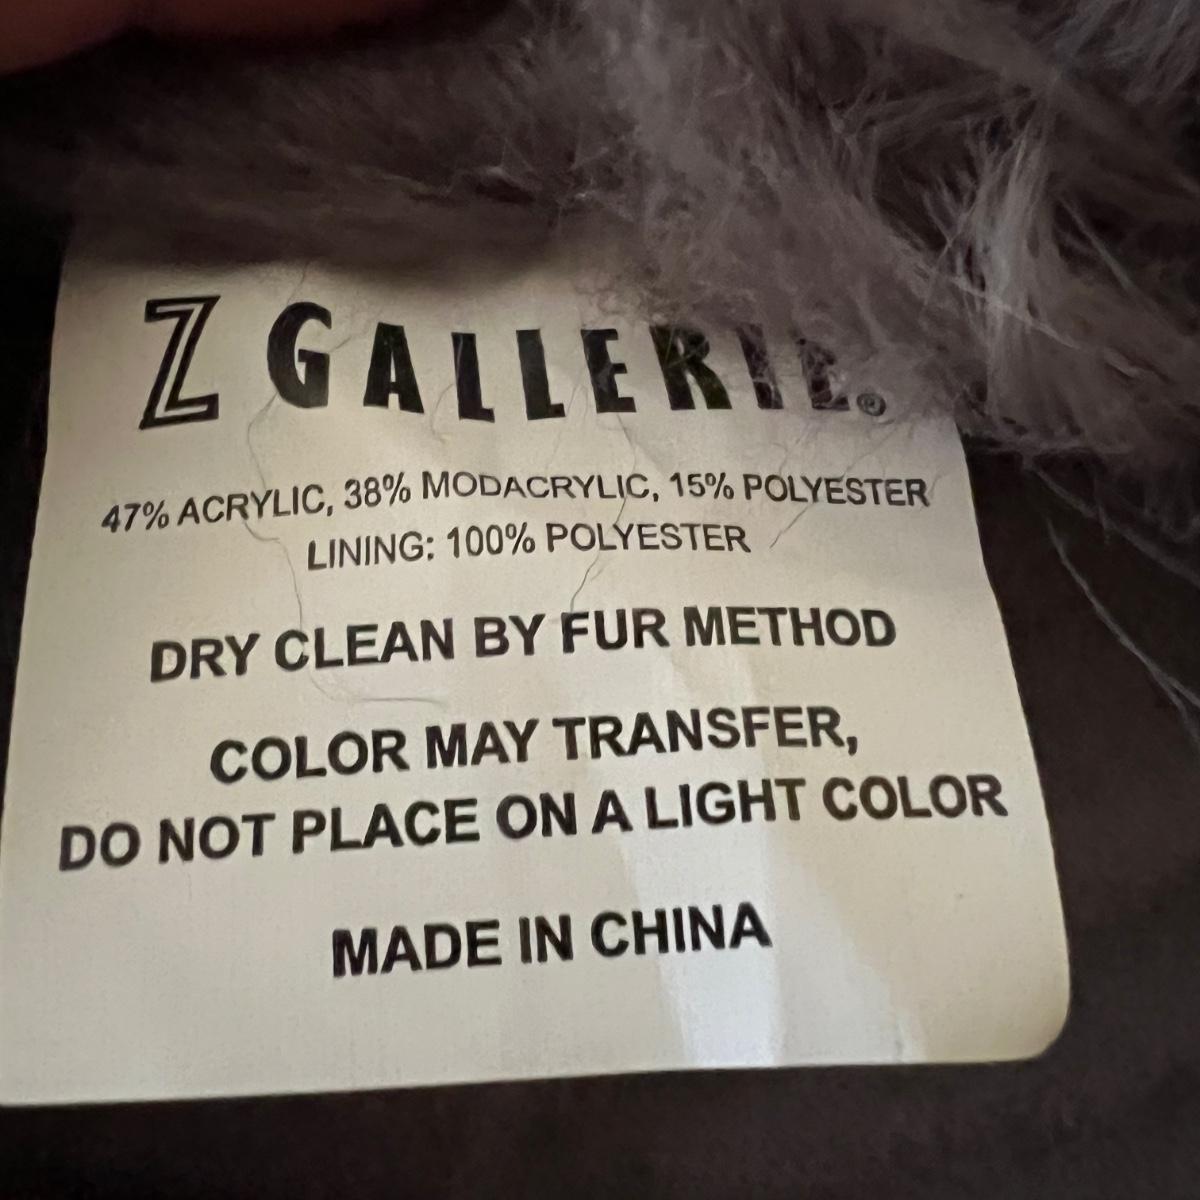 Z GALLERIE®
47% ACRYLIC, 38% MODACRYLIC, 15% POLYESTER
LINING: 100% POLYESTER
DRY CLEAN BY FUR METHOD
COLOR MAY TRANSFER,
DO NOT PLACE ON A LIGHT COLOR
MADE IN CHINA